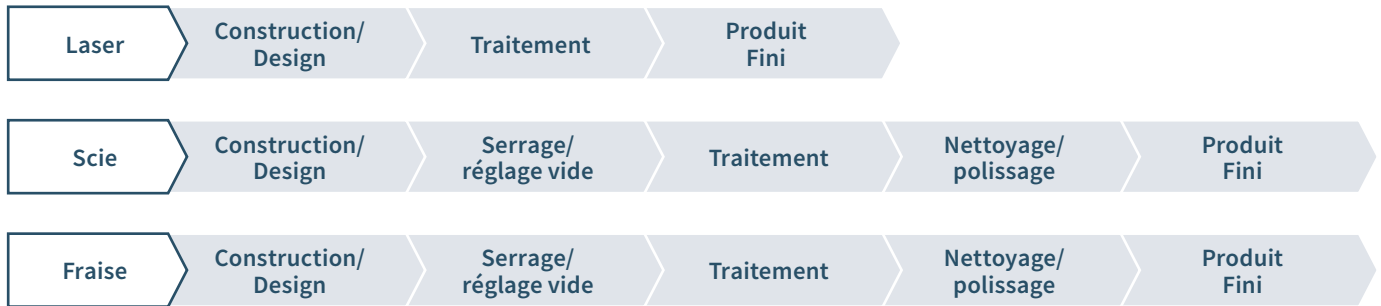 Laser
Construction/
Design
Traitement
Produit
Fini
Scie
Construction/
Design
Serrage/
réglage vide
Traitement
Nettoyage/
polissage
Produit
Fini
Fraise
Construction/
Design
Serrage/
réglage vide
Traitement
Nettoyage/
polissage
Produit
Fini